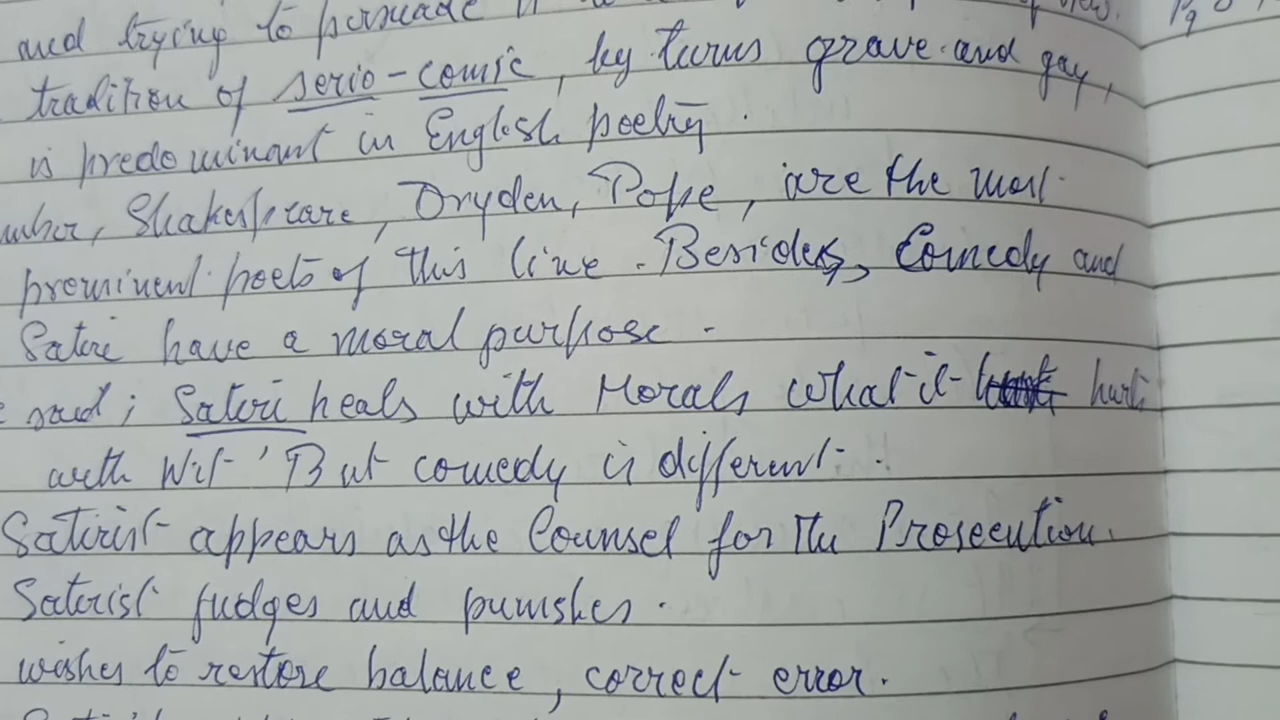 and trying to persuade
tradition of serio-comic, by turns grave and gay,
is predominant in English poetry.
Shakespeare, Dryden, Pope, are the most
prominent poets of this line. Besides, Comedy and
Satire have a moral purpose.
said; Satire heals with Morals what it hurts
with Wit' But comedy is different.
Satirist appears as the Counsel for the Prosecution.
Satirist judges and punishes.
wishes to restore balance, correct error.